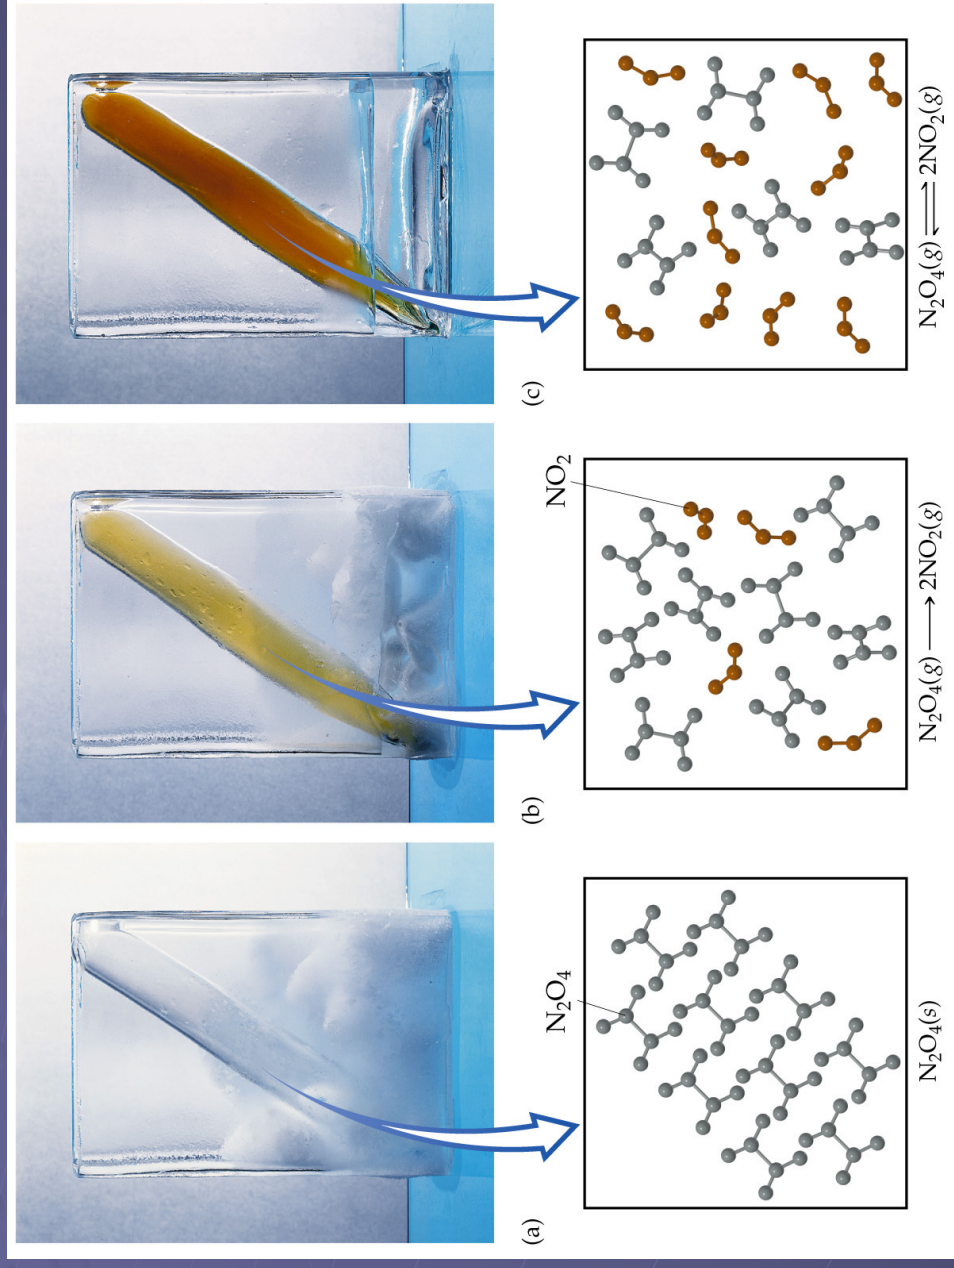 (a)
(b)
(c)
N₂O₄
NO₂
N₂O₄(s)
N₂O₄(g) ⟶ 2NO₂(g)
N₂O₄(g) ⇌ 2NO₂(g)